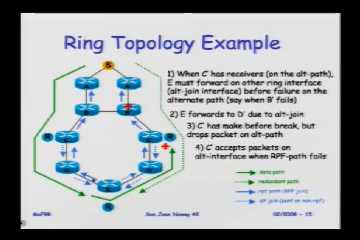 Ring Topology Example
S
1) When C' has receivers (on the alt-path),
E must forward on other ring interface
(alt-join interface) before failure on the
alternate path (say when B' fails)
2) E forwards to D' due to alt-join
3) C' has make before break, but
drops packet on alt-path
4) C' accepts packets on
alt-interface when RPF-path fails
R
R
R
data path
redundant path
rpf path (RPF join)
alt join (sent on non-rpf)
MoFRR
02/2008 - 15